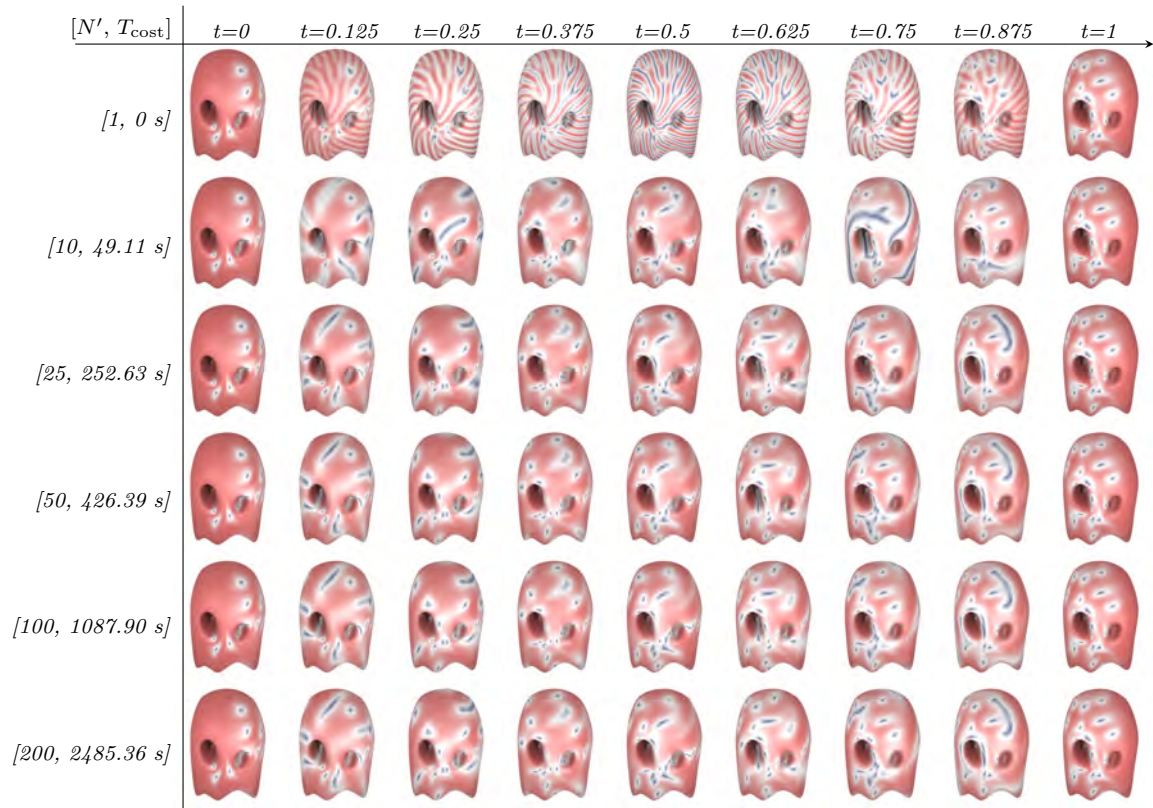 [N′, T_cost] t=0 t=0.125 t=0.25 t=0.375 t=0.5 t=0.625 t=0.75 t=0.875 t=1
[1, 0 s]
[10, 49.11 s]
[25, 252.63 s]
[50, 426.39 s]
[100, 1087.90 s]
[200, 2485.36 s]